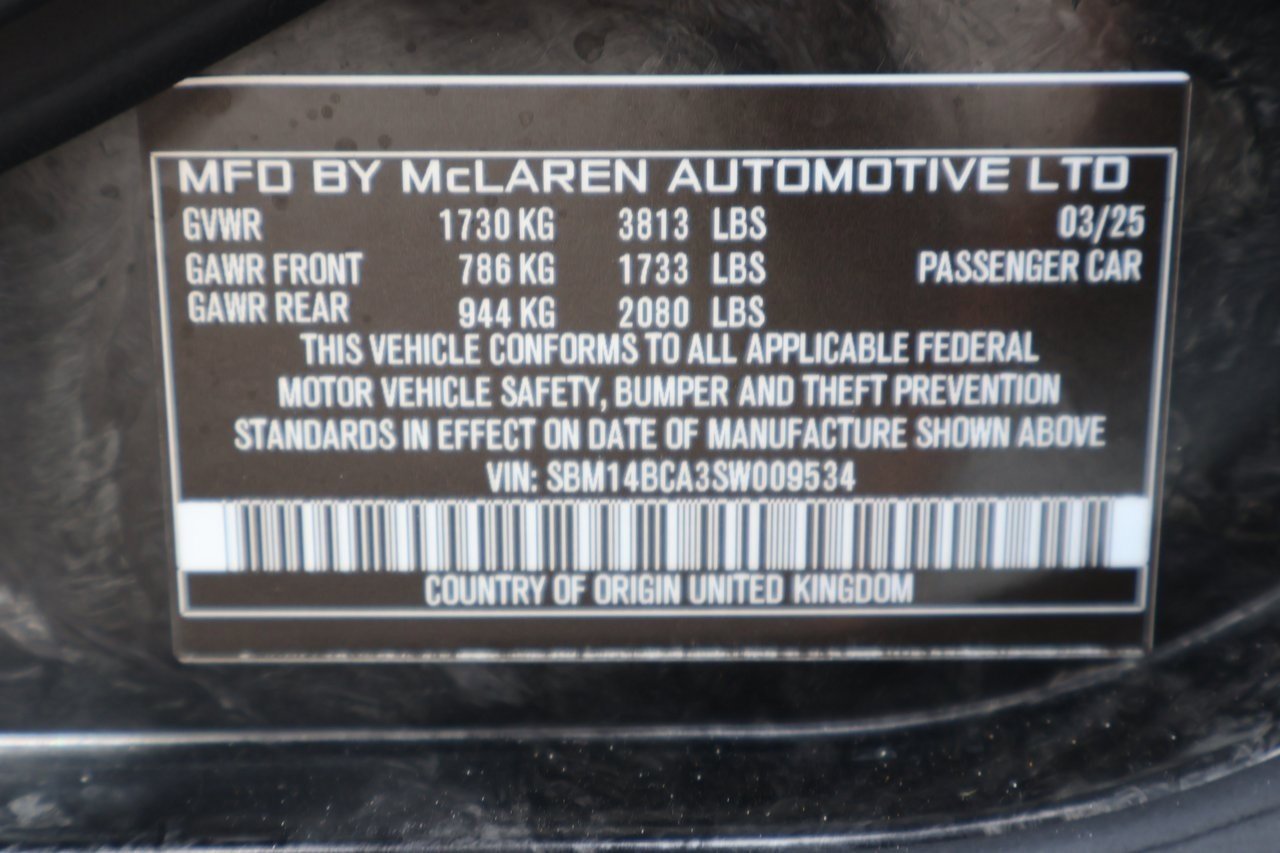 MFD BY McLAREN AUTOMOTIVE LTD
GVWR 1730 KG 3813 LBS 03/25
GAWR FRONT 786 KG 1733 LBS PASSENGER CAR
GAWR REAR 944 KG 2080 LBS
THIS VEHICLE CONFORMS TO ALL APPLICABLE FEDERAL
MOTOR VEHICLE SAFETY, BUMPER AND THEFT PREVENTION
STANDARDS IN EFFECT ON DATE OF MANUFACTURE SHOWN ABOVE
VIN: SBM14BCA3SW009534
COUNTRY OF ORIGIN UNITED KINGDOM